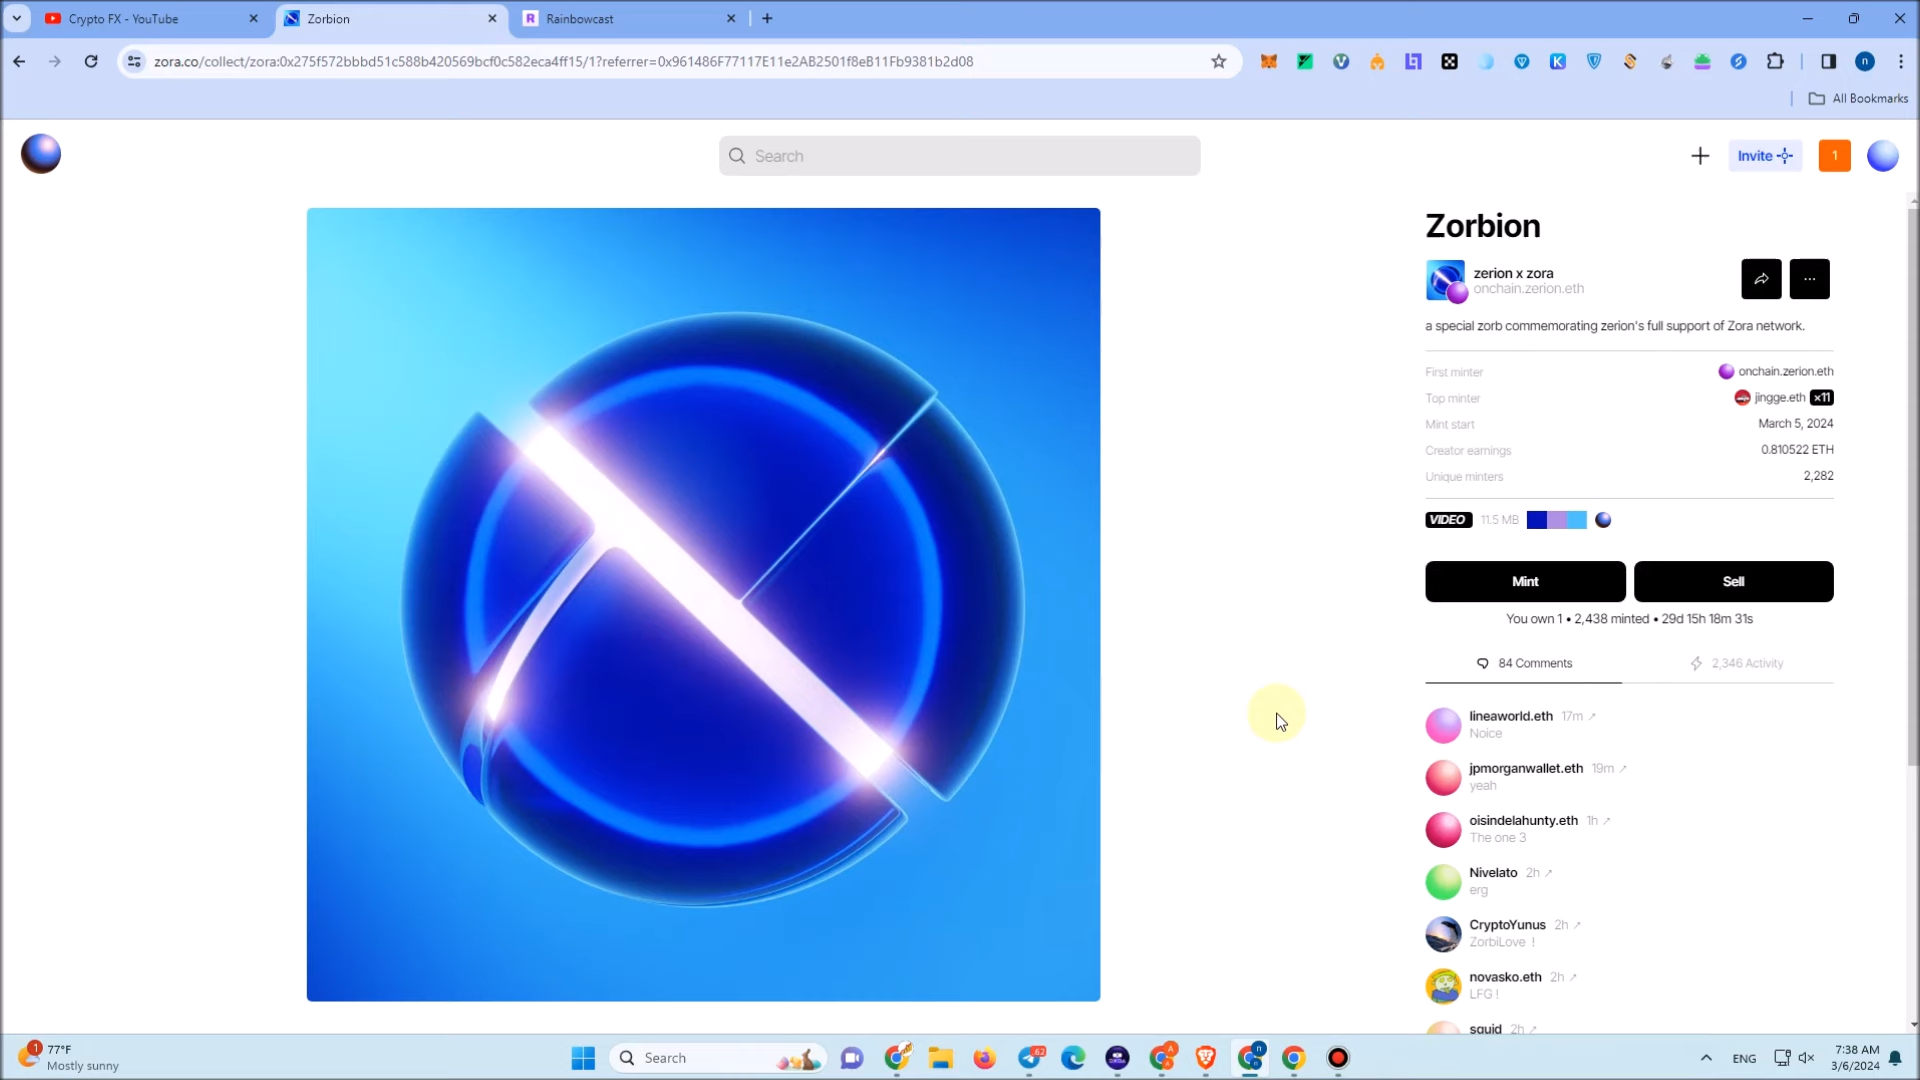 Crypto FX - YouTube
Zorbion
R Rainbowcast
zora.co/collect/zora:0x275f572bbbd51c588b420569bcf0c582eca4ff15/1?referrer=0x961486F77117E11e2AB2501f8eB11Fb9381b2d08
n
All Bookmarks
Search
Invite
1
Zorbion
zerion x zora
onchain.zerion.eth
a special zorb commemorating zerion's full support of Zora network.
First minter onchain.zerion.eth
Top minter jingge.eth x11
Mint start March 5, 2024
Creator earnings 0.810522 ETH
Unique minters 2,282
VIDEO 11.5 MB
Mint Sell
You own 1 • 2,438 minted • 29d 15h 18m 31s
84 Comments 2,346 Activity
lineaworld.eth 17m ↗
Noice
jpmorganwallet.eth 19m ↗
yeah
oisindelahunty.eth 1h ↗
The one 3
Nivelato 2h ↗
erg
CryptoYunus 2h ↗
ZorbiLove !
novasko.eth 2h ↗
LFG !
squid 2h ↗
1
77°F
Mostly sunny
Search
62
A
n
ENG
7:38 AM
3/6/2024